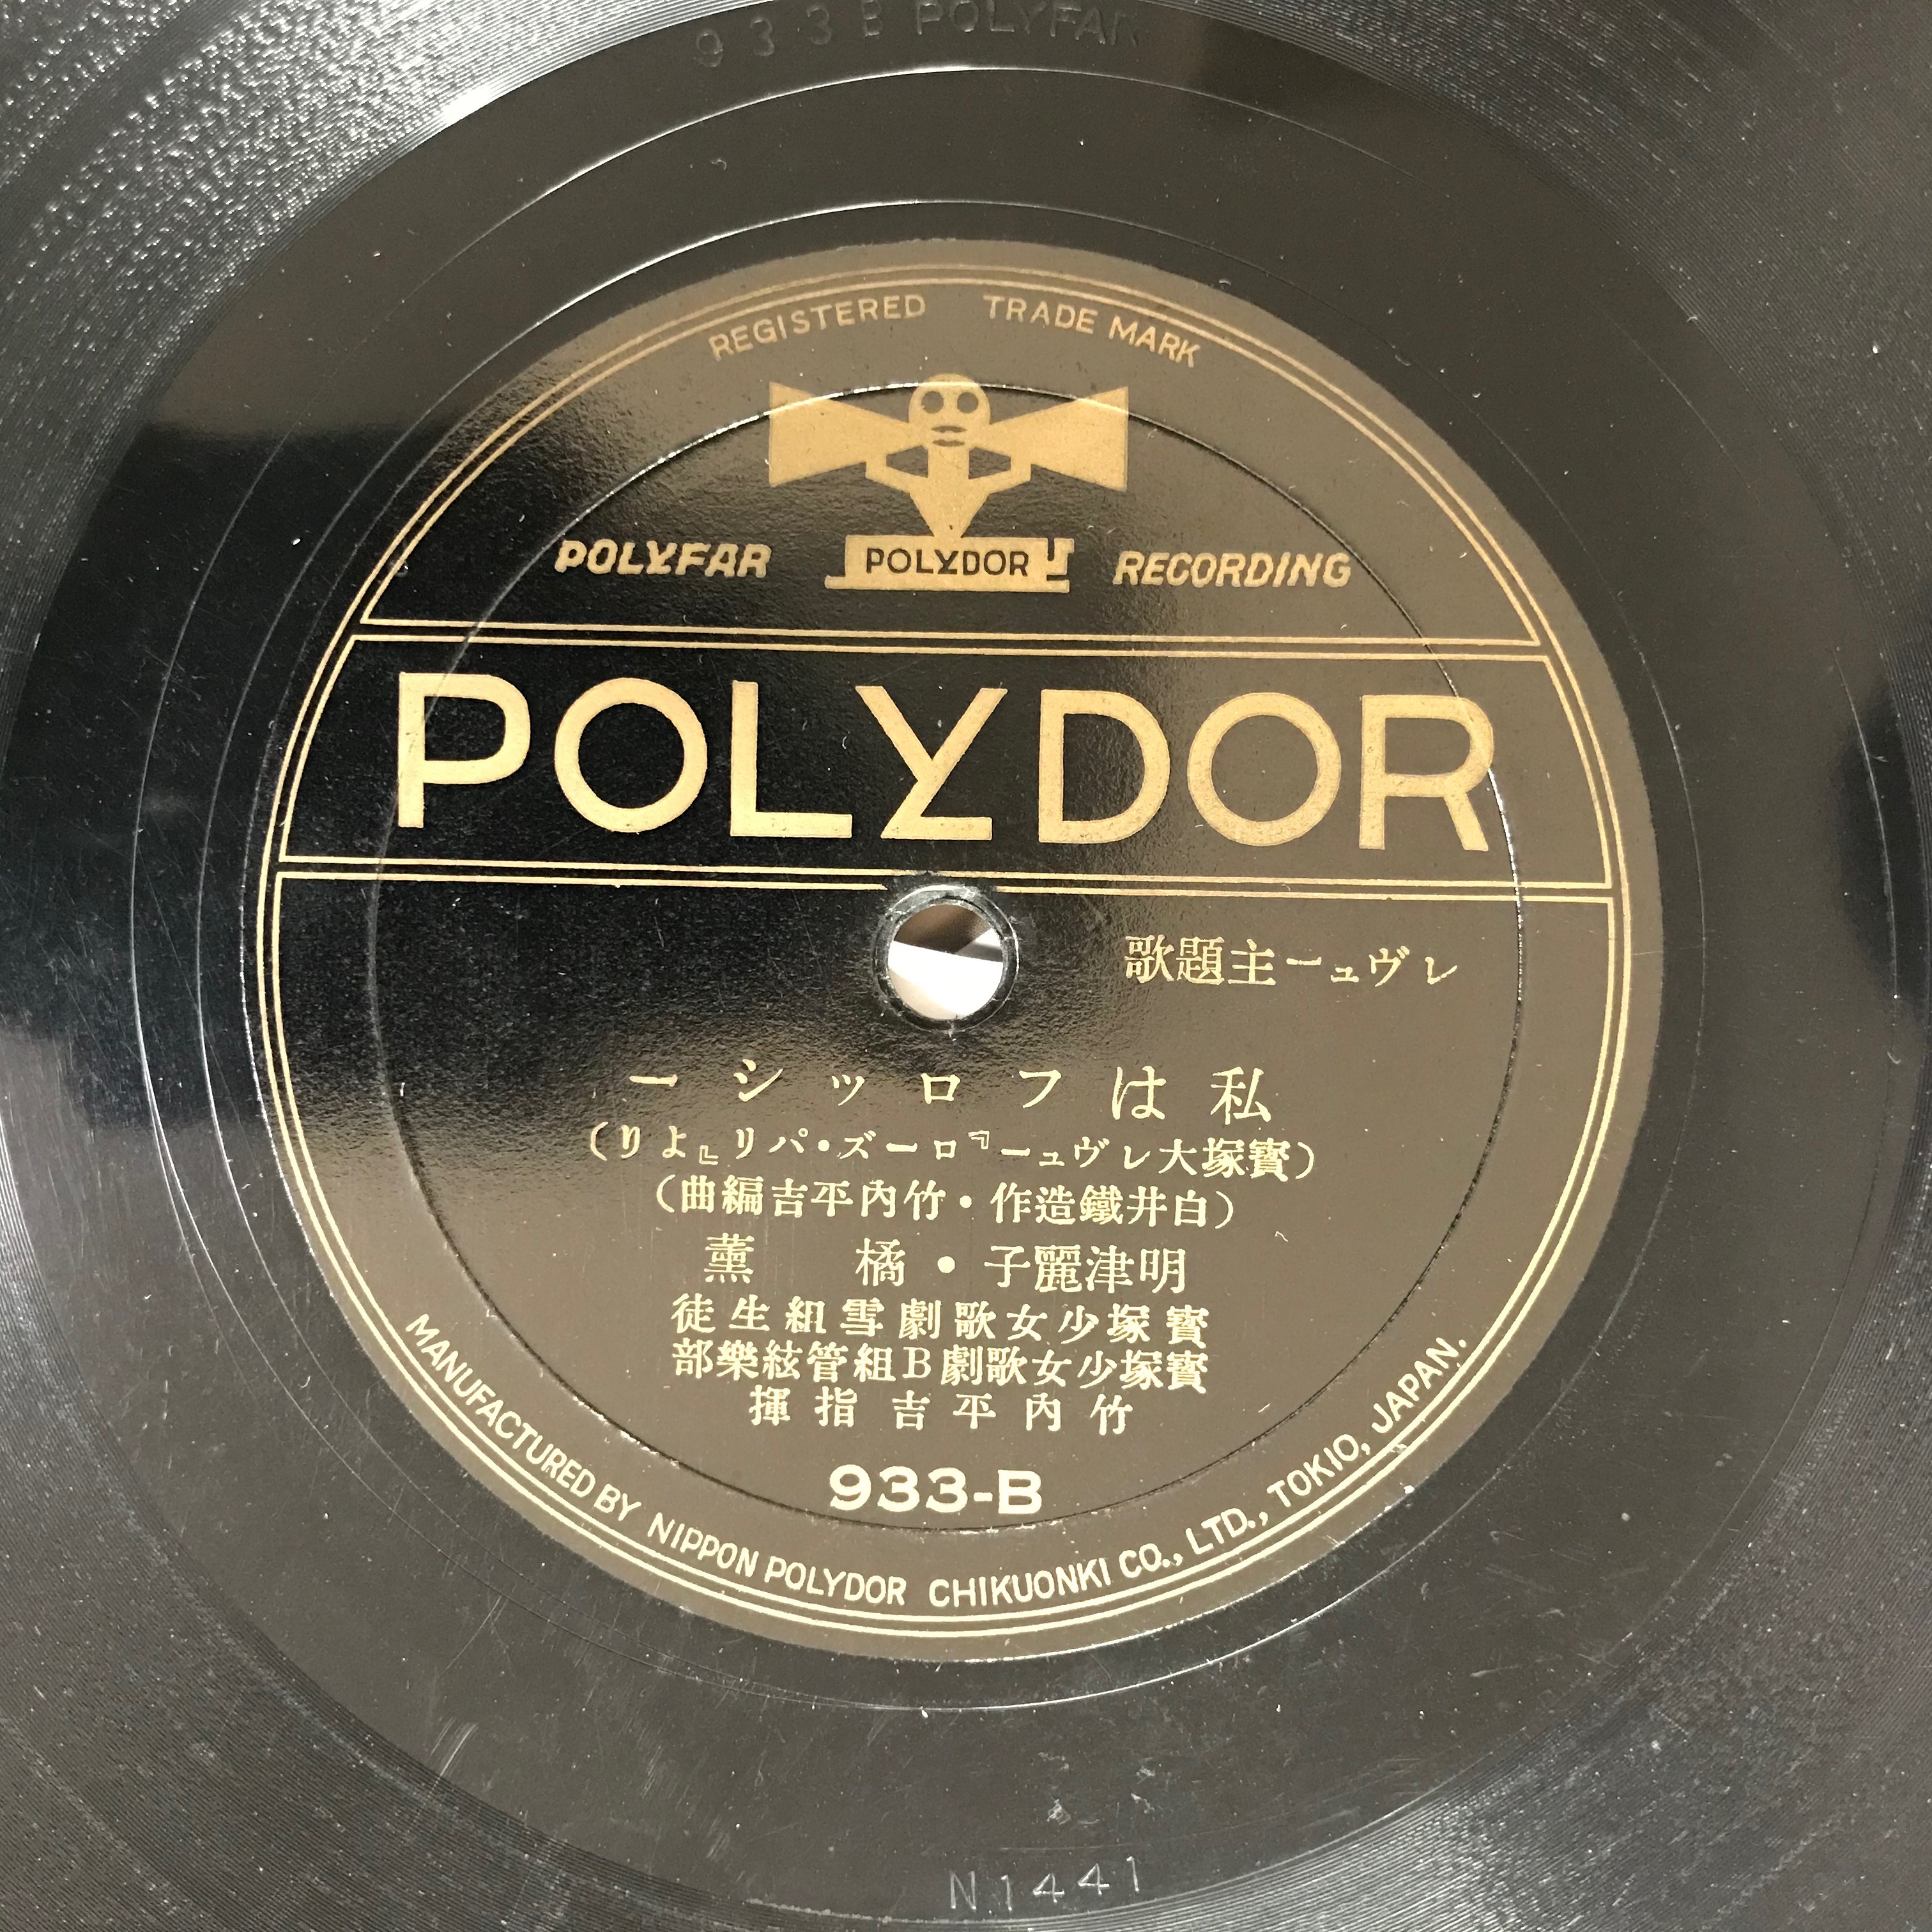 933 B POLYFAR
REGISTERED TRADE MARK
POLYFAR POLYDOR RECORDING
POLYDOR
レヴュー主題歌
私はフロッシー
(寶塚大レヴュー『ローズ・パリ』より)
(白井鐵造作・竹內平吉編曲)
明津麗子・橘 薰
寶塚少女歌劇雪組生徒
寶塚少女歌劇B組管絃樂部
竹內平吉指揮
933-B
MANUFACTURED BY NIPPON POLYDOR CHIKUONKI CO., LTD., TOKIO, JAPAN.
N1441